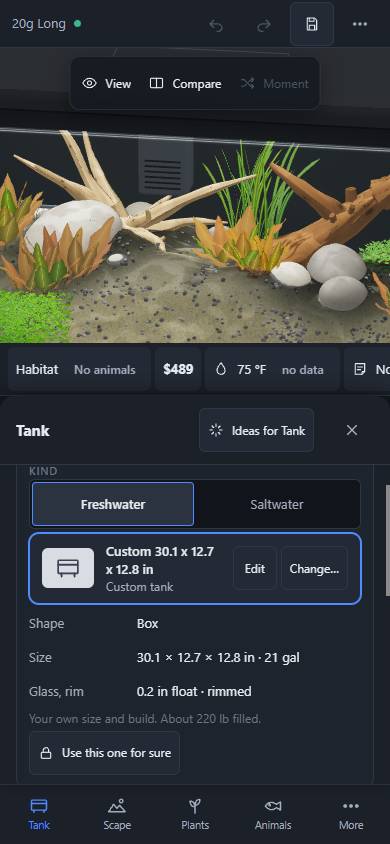 20g Long
View
Compare
Moment
Habitat No animals
$489
75 °F no data
Tank
Ideas for Tank
KIND
Freshwater
Saltwater
Custom 30.1 x 12.7
x 12.8 in
Custom tank
Edit
Change...
Shape Box
Size 30.1 × 12.7 × 12.8 in · 21 gal
Glass, rim 0.2 in float · rimmed
Your own size and build. About 220 lb filled.
Use this one for sure
Tank
Scape
Plants
Animals
More